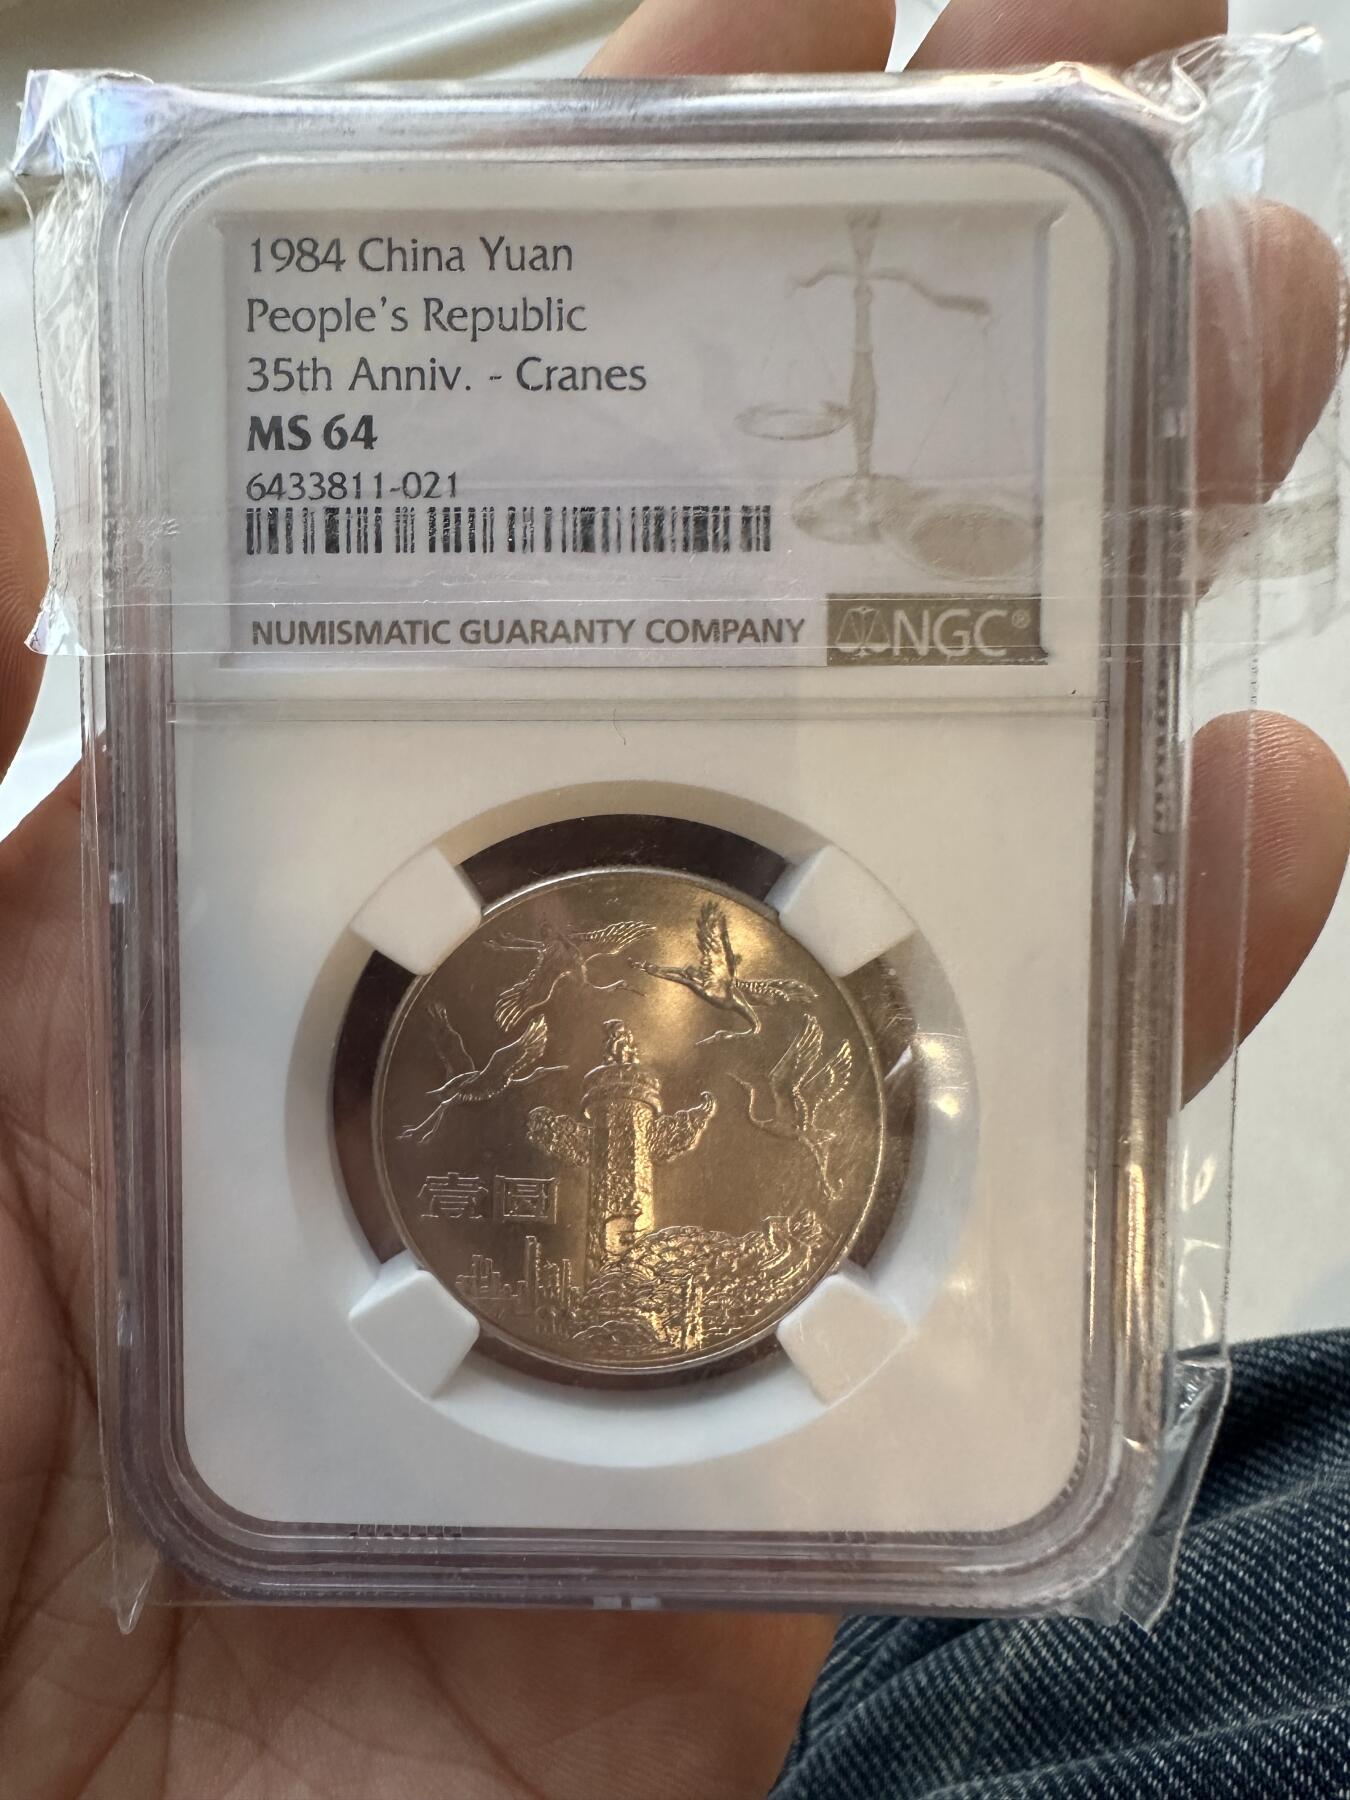 1984 China Yuan
People's Republic
35th Anniv. - Cranes
MS 64
6433811-021
NUMISMATIC GUARANTY COMPANY NGC®
壹圆